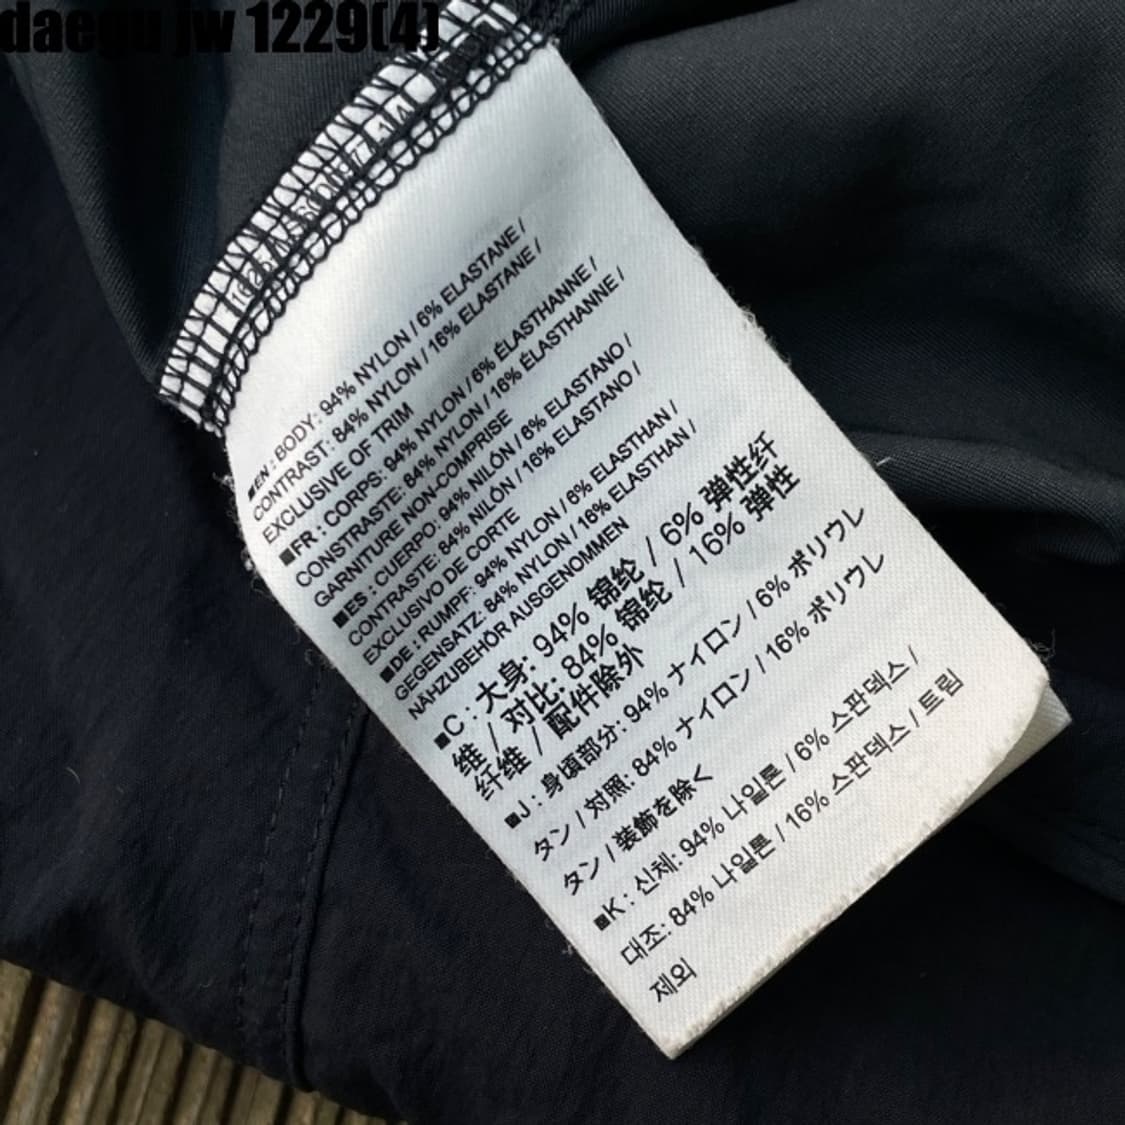 daegu jw 1229(4)
■EN : BODY: 94% NYLON / 6% ELASTANE /
CONTRAST: 84% NYLON / 16% ELASTANE /
EXCLUSIVE OF TRIM
■FR : CORPS: 94% NYLON / 6% ÉLASTHANNE /
CONSTRASTE: 84% NYLON / 16% ÉLASTHANNE /
GARNITURE NON-COMPRISE
■ES : CUERPO: 94% NILÓN / 6% ELASTANO /
CONTRASTE: 84% NILÓN / 16% ELASTANO /
EXCLUSIVO DE CORTE
■DE : RUMPF: 94% NYLON / 6% ELASTHAN /
GEGENSATZ: 84% NYLON / 16% ELASTHAN /
NÄHZUBEHÖR AUSGENOMMEN
■C : 大身: 94% 锦纶 / 6% 弹性纤
维 / 对比: 84% 锦纶 / 16% 弹性
纤维 / 配件除外
■J : 身頃部分: 94% ナイロン / 6% ポリウレ
タン / 対照: 84% ナイロン / 16% ポリウレ
タン / 装飾を除く
■K : 신체: 94% 나일론 / 6% 스판덱스 /
대조: 84% 나일론 / 16% 스판덱스 / 트림
제외